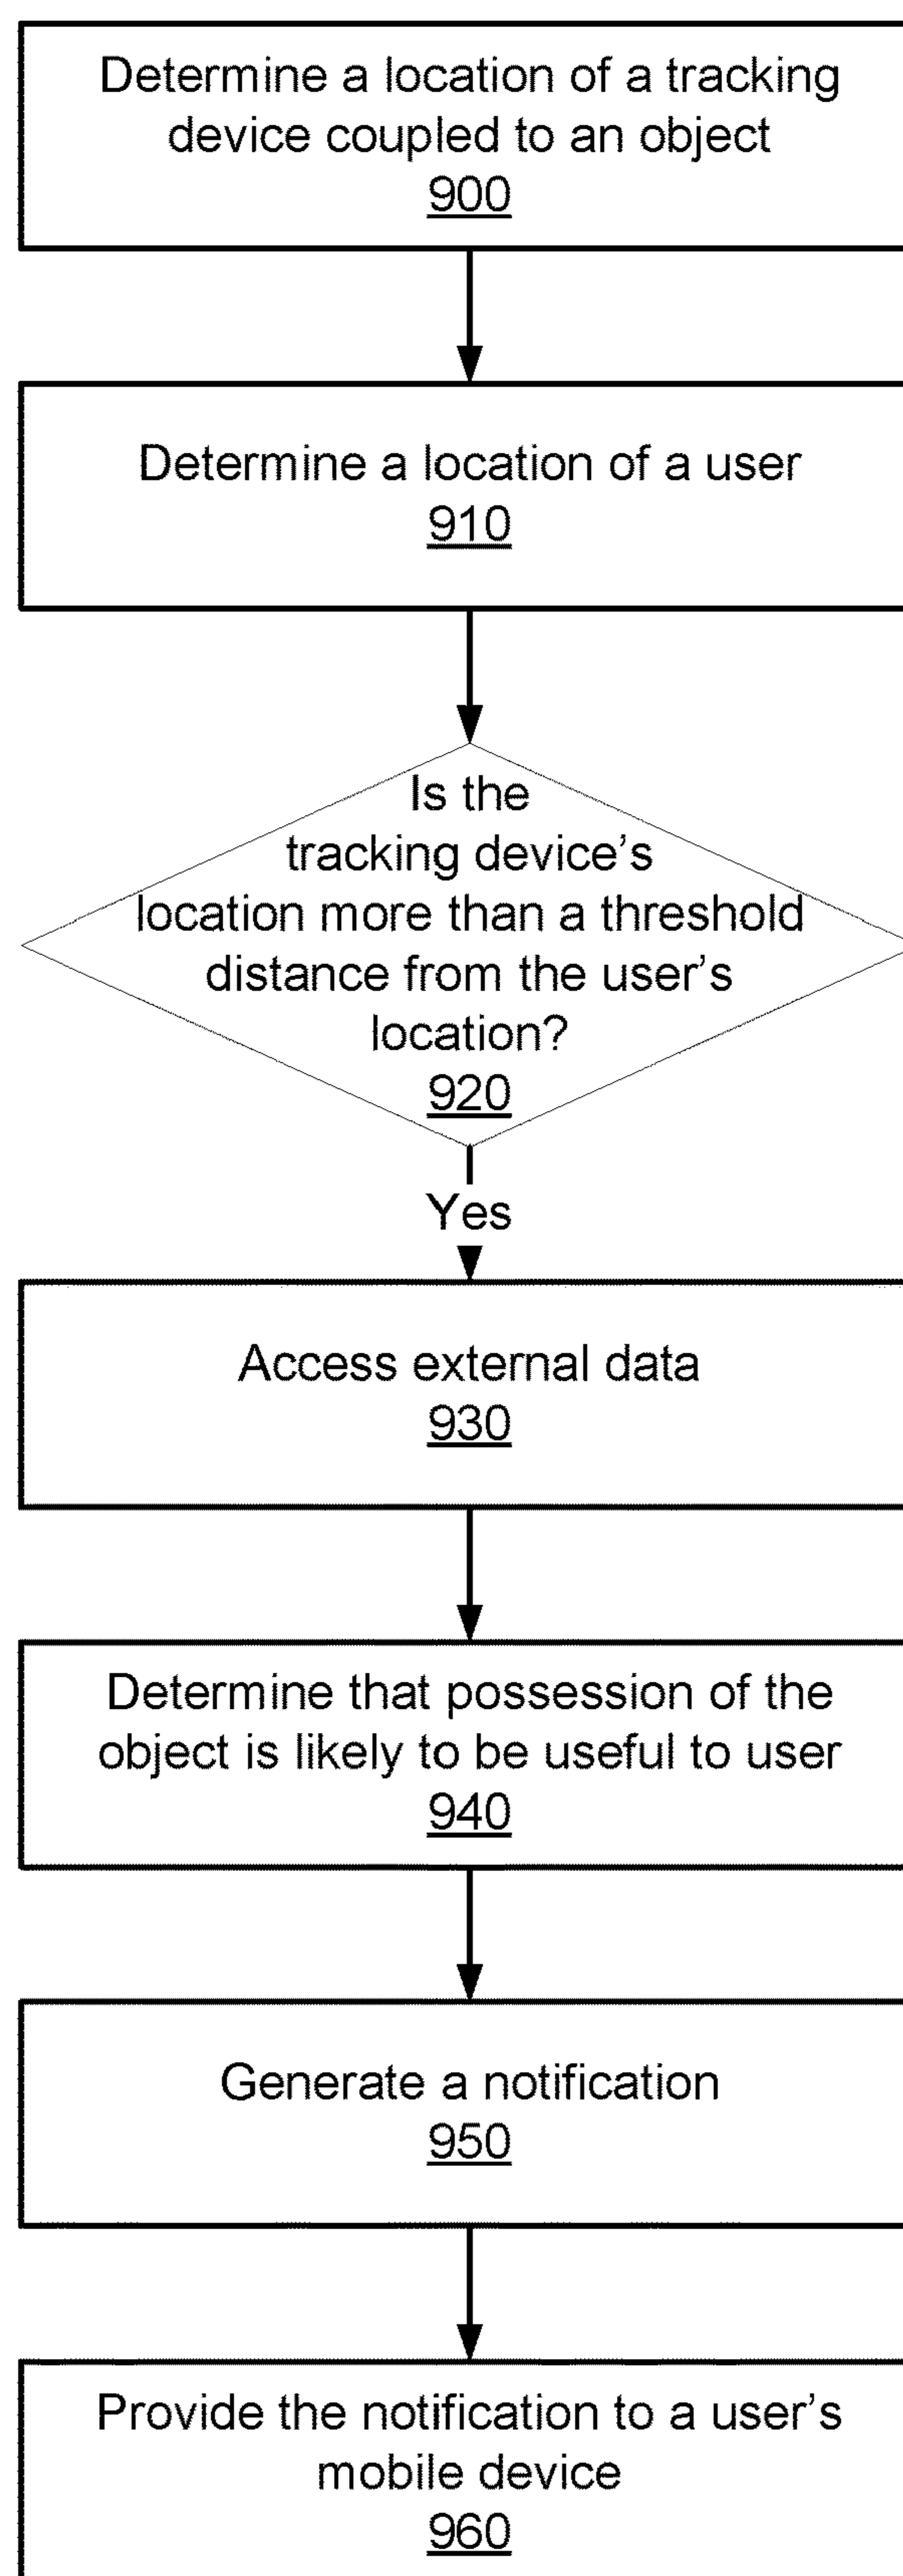 Determine a location of a tracking
device coupled to an object
900
Determine a location of a user
910
Is the
tracking device's
location more than a threshold
distance from the user's
location?
920
Yes
Access external data
930
Determine that possession of the
object is likely to be useful to user
940
Generate a notification
950
Provide the notification to a user's
mobile device
960